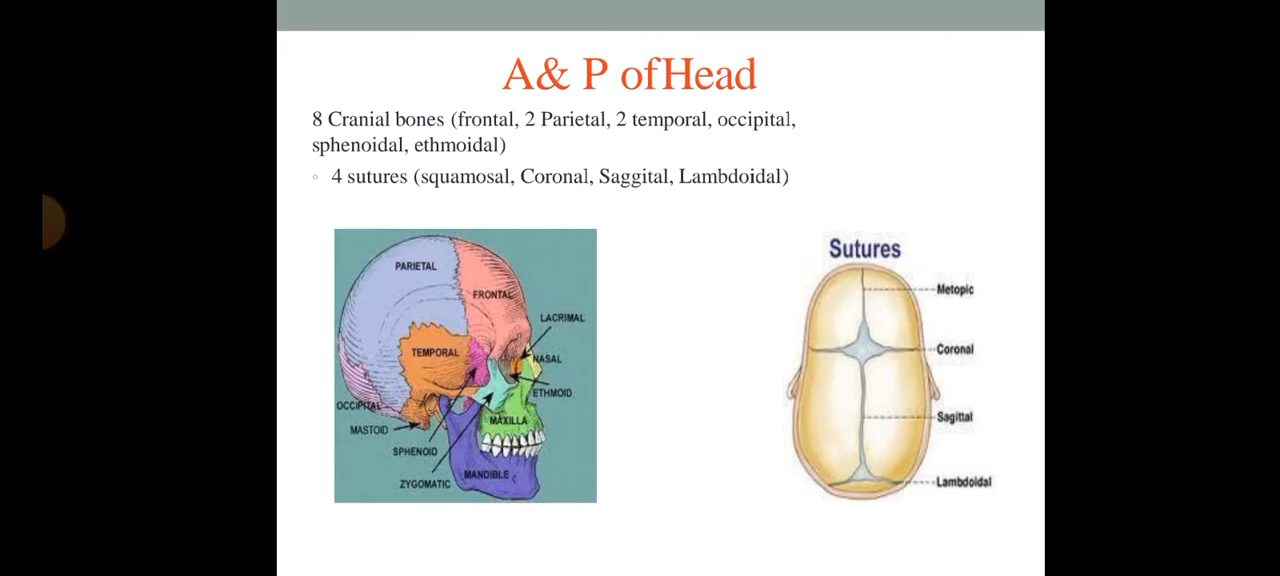 A& P ofHead
8 Cranial bones (frontal, 2 Parietal, 2 temporal, occipital,
sphenoidal, ethmoidal)
◦ 4 sutures (squamosal, Coronal, Saggital, Lambdoidal)
PARIETAL
FRONTAL
LACRIMAL
TEMPORAL
NASAL
ETHMOID
OCCIPITAL
MAXILLA
MASTOID
SPHENOID
MANDIBLE
ZYGOMATIC
Sutures
Metopic
Coronal
Sagittal
Lambdoidal